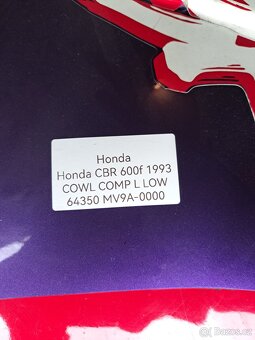 Honda
Honda CBR 600f 1993
COWL COMP L LOW
64350 MV9A-0000
bazos.cz